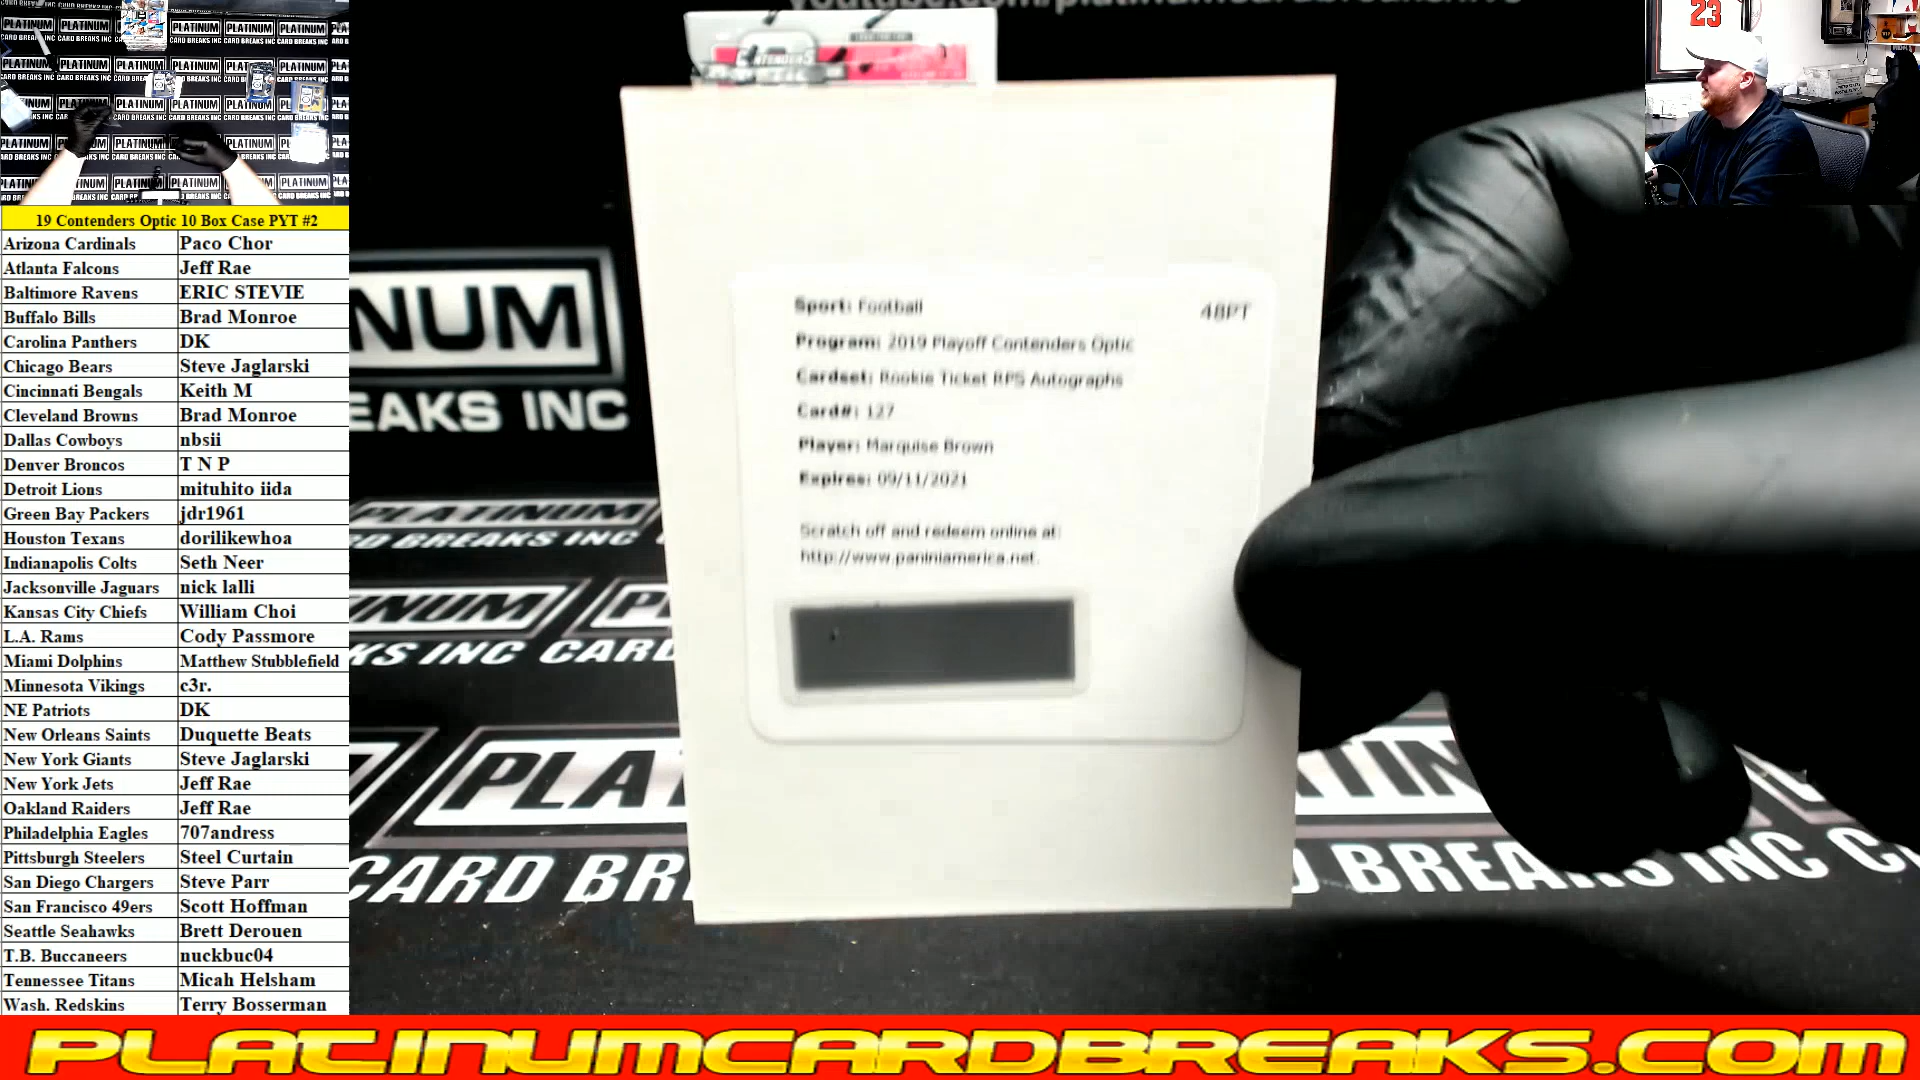 youtube.com/platinumcardbreakslive
CONTENDERS
23
19 Contenders Optic 10 Box Case PYT #2
Arizona Cardinals Paco Chor
Atlanta Falcons Jeff Rae
Baltimore Ravens ERIC STEVIE
Buffalo Bills Brad Monroe
Carolina Panthers DK
Chicago Bears Steve Jaglarski
Cincinnati Bengals Keith M
Cleveland Browns Brad Monroe
Dallas Cowboys nbsii
Denver Broncos T N P
Detroit Lions mituhito iida
Green Bay Packers jdr1961
Houston Texans dorilikewhoa
Indianapolis Colts Seth Neer
Jacksonville Jaguars nick lalli
Kansas City Chiefs William Choi
L.A. Rams Cody Passmore
Miami Dolphins Matthew Stubblefield
Minnesota Vikings c3r.
NE Patriots DK
New Orleans Saints Duquette Beats
New York Giants Steve Jaglarski
New York Jets Jeff Rae
Oakland Raiders Jeff Rae
Philadelphia Eagles 707andress
Pittsburgh Steelers Steel Curtain
San Diego Chargers Steve Parr
San Francisco 49ers Scott Hoffman
Seattle Seahawks Brett Derouen
T.B. Buccaneers nuckbuc04
Tennessee Titans Micah Helsham
Wash. Redskins Terry Bosserman
Sport: Football 48PT
Program: 2019 Playoff Contenders Optic
Cardset: Rookie Ticket RPS Autographs
Card#: 127
Player: Marquise Brown
Expires: 09/11/2021
Scratch off and redeem online at:
http://www.paniniamerica.net.
NUM
EAKS INC
PLATINUM
CARD BREAKS INC
PLATINUMCARDBREAKS.COM